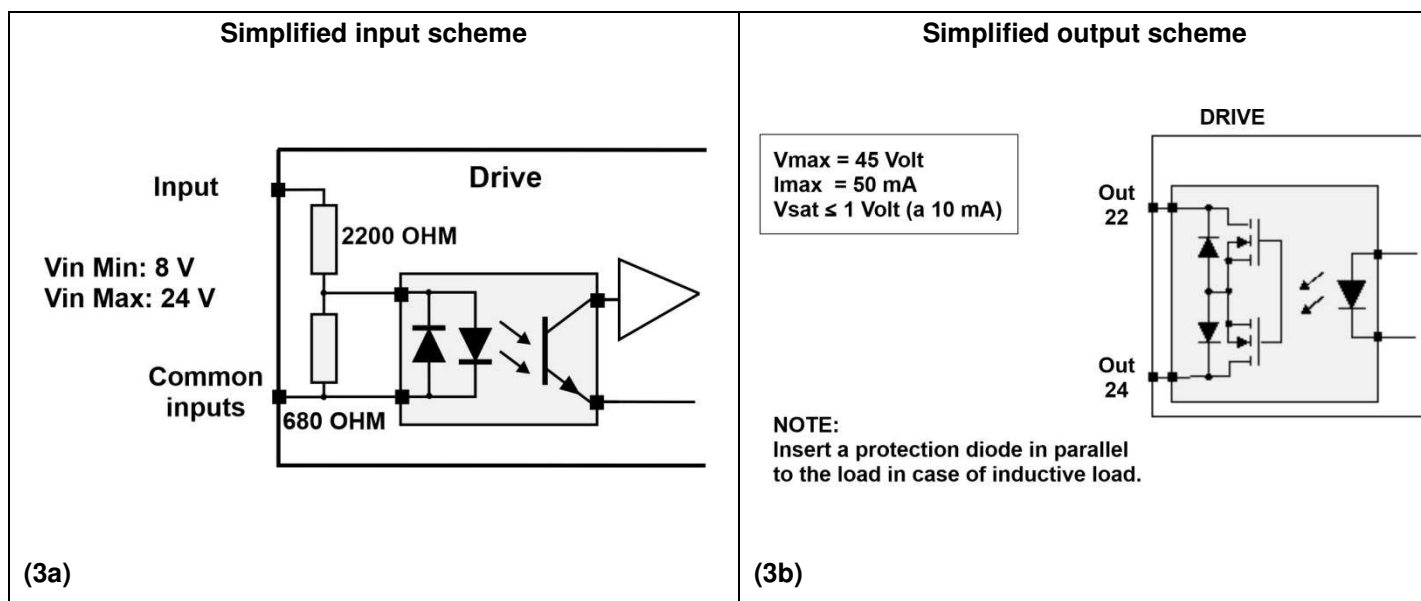 Simplified input scheme
Input
Drive
2200 OHM
Vin Min: 8 V
Vin Max: 24 V
Common
inputs
680 OHM
(3a)
Simplified output scheme
DRIVE
Vmax = 45 Volt
Imax = 50 mA
Vsat ≤ 1 Volt (a 10 mA)
Out
22
Out
24
NOTE:
Insert a protection diode in parallel
to the load in case of inductive load.
(3b)